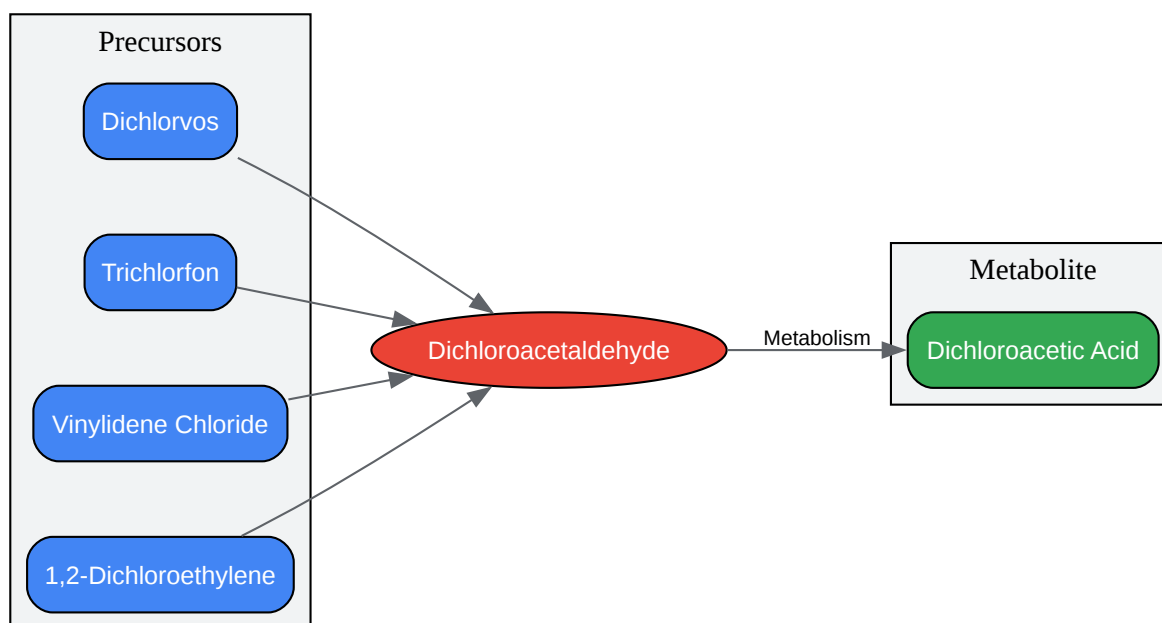 Precursors
Dichlorvos
Trichlorfon
Vinylidene Chloride
1,2-Dichloroethylene
Dichloroacetaldehyde
Metabolism
Metabolite
Dichloroacetic Acid